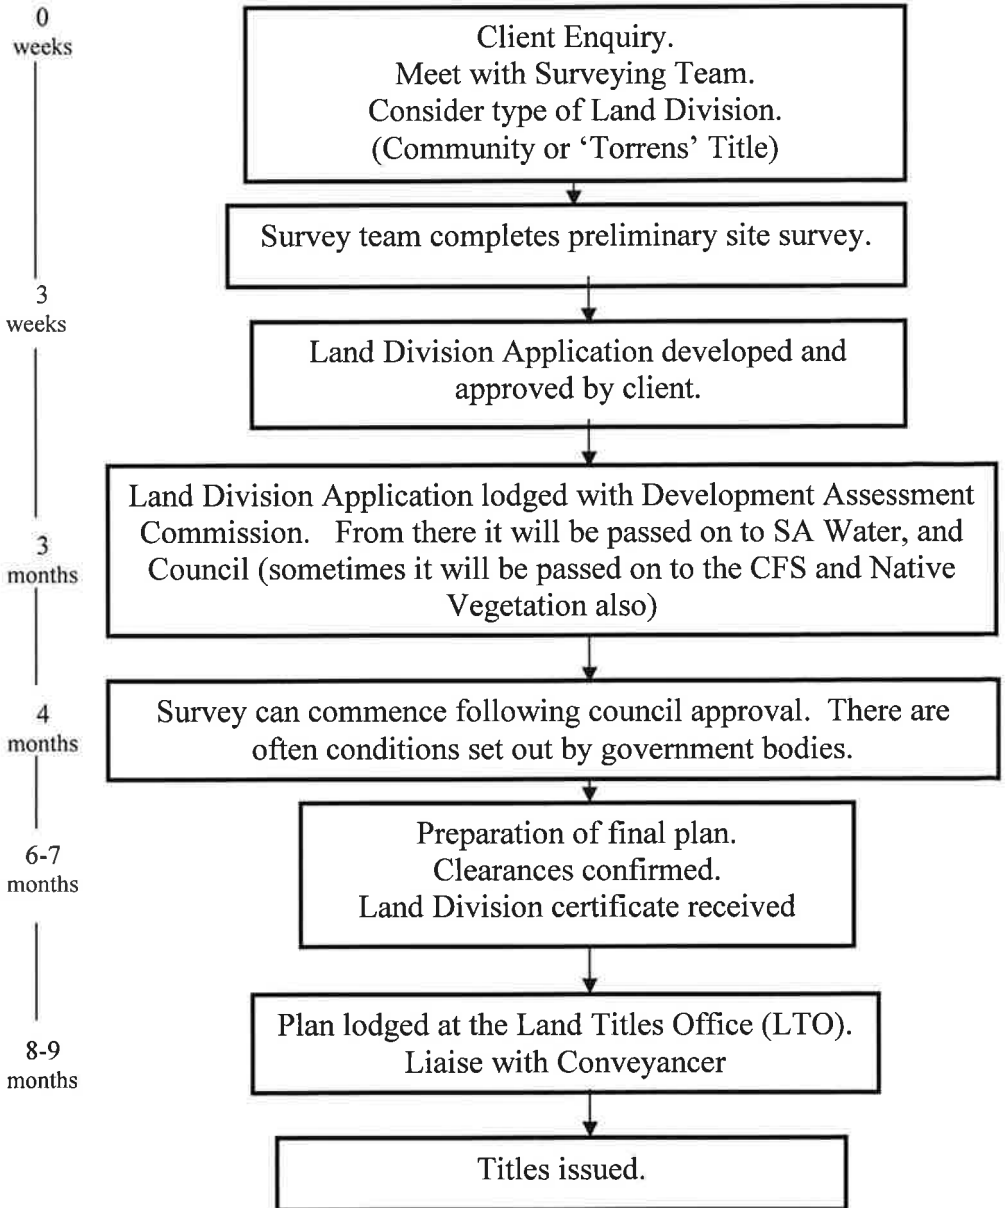 0
weeks
Client Enquiry.
Meet with Surveying Team.
Consider type of Land Division.
(Community or ‘Torrens’ Title)
Survey team completes preliminary site survey.
3
weeks
Land Division Application developed and
approved by client.
Land Division Application lodged with Development Assessment
Commission. From there it will be passed on to SA Water, and
Council (sometimes it will be passed on to the CFS and Native
Vegetation also)
3
months
Survey can commence following council approval. There are
often conditions set out by government bodies.
4
months
Preparation of final plan.
Clearances confirmed.
Land Division certificate received
6-7
months
Plan lodged at the Land Titles Office (LTO).
Liaise with Conveyancer
8-9
months
Titles issued.